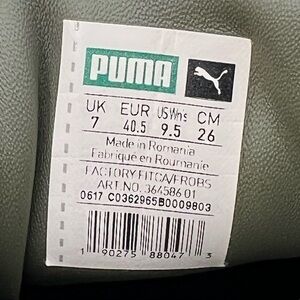 PUMA
UK EUR US Wns CM
7 40.5 9.5 26
Made in Romania
Fabriqué en Roumanie
FACTORY FITCA/FROBS
ART.NO. 364586 01
0617 C0362965B0009803
1 90275 88047 3